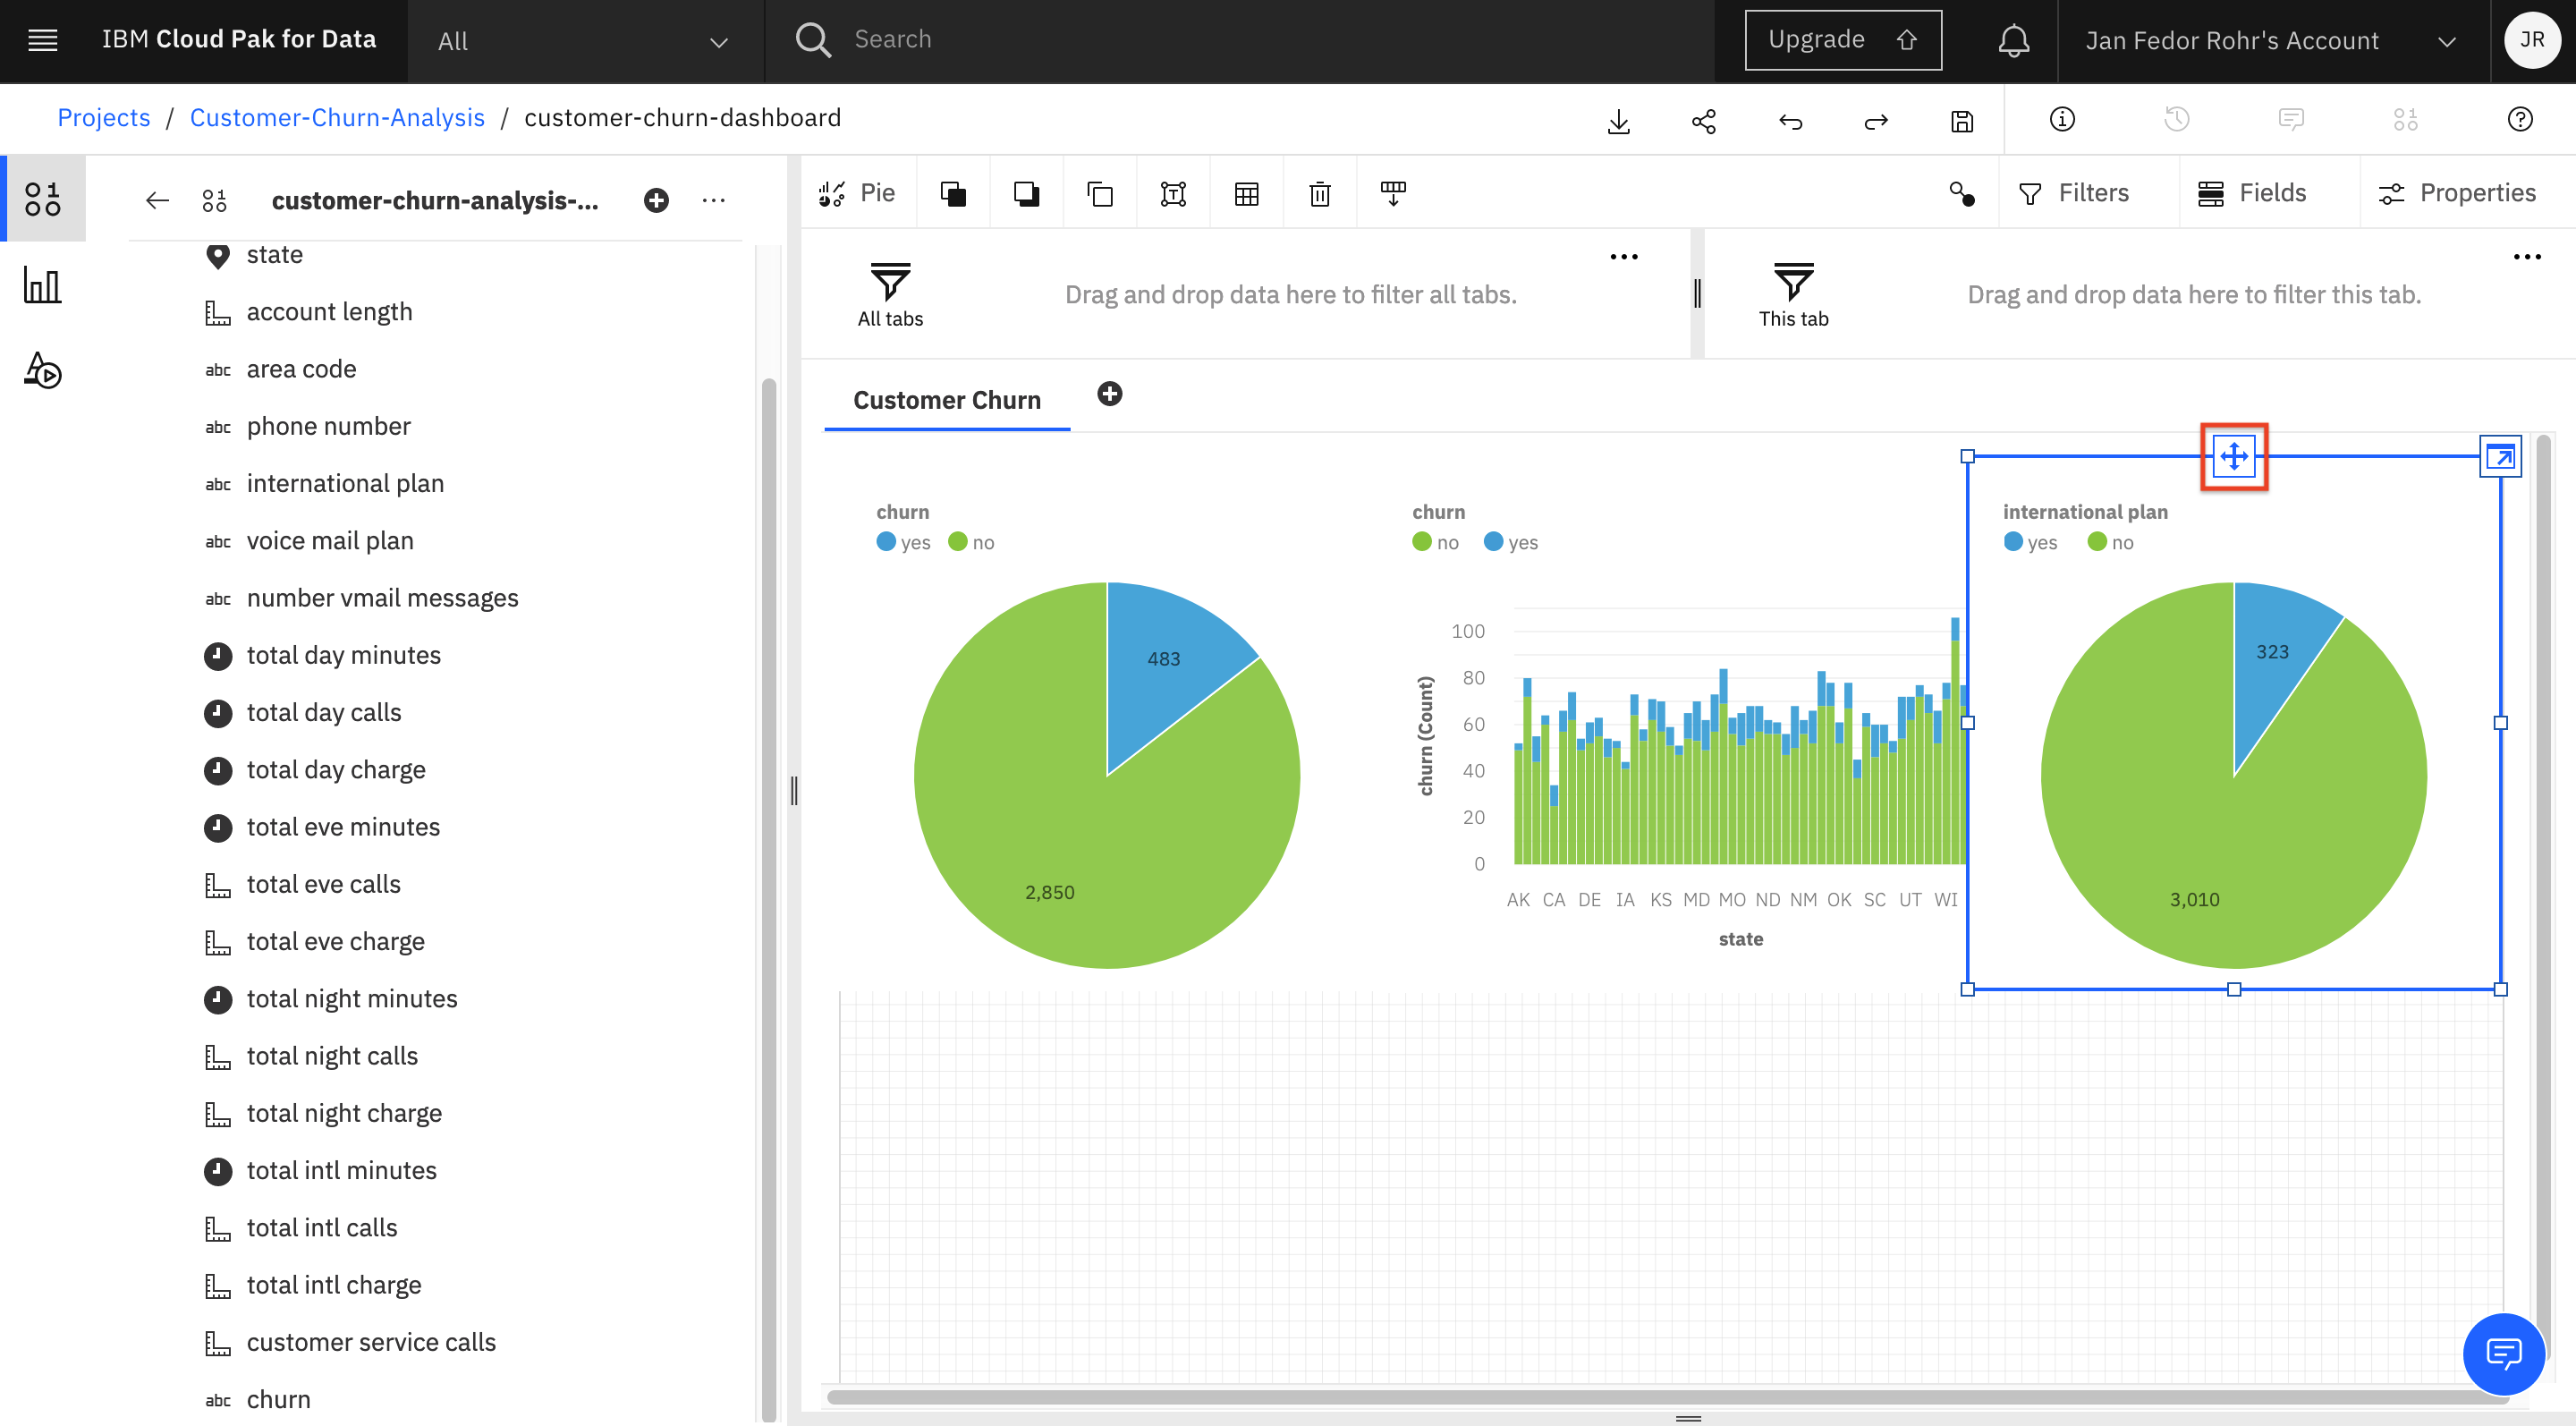 IBM Cloud Pak for Data
All
Search
Upgrade
Jan Fedor Rohr's Account
JR
Projects / Customer-Churn-Analysis / customer-churn-dashboard
customer-churn-analysis-...
Pie
Filters
Fields
Properties
state
abc account length
abc area code
abc phone number
abc international plan
abc voice mail plan
abc number vmail messages
total day minutes
total day calls
total day charge
total eve minutes
total eve calls
total eve charge
total night minutes
total night calls
total night charge
total intl minutes
total intl calls
total intl charge
customer service calls
abc churn
All tabs
Drag and drop data here to filter all tabs.
This tab
Drag and drop data here to filter this tab.
Customer Churn
churn
yes no
483
2,850
churn
no yes
churn (Count)
100
80
60
40
20
0
AK CA DE IA KS MD MO ND NM OK SC UT WI
state
international plan
yes no
323
3,010